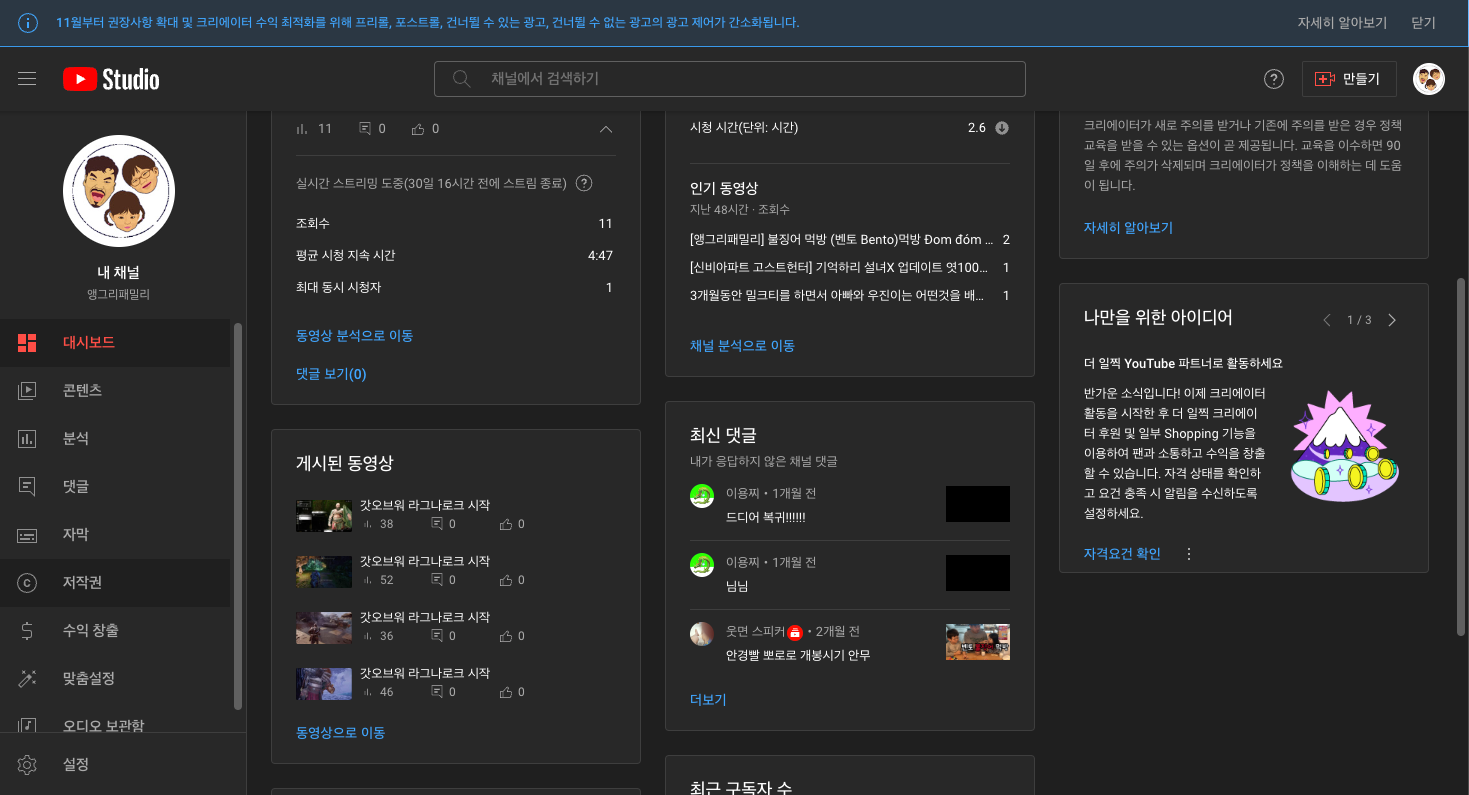 11월부터 권장사항 확대 및 크리에이터 수익 최적화를 위해 프리롤, 포스트롤, 건너뛸 수 있는 광고, 건너뛸 수 없는 광고의 광고 제어가 간소화됩니다.
자세히 알아보기
닫기
Studio
채널에서 검색하기
만들기
내 채널
앵그리패밀리
대시보드
콘텐츠
분석
댓글
자막
저작권
수익 창출
맞춤설정
오디오 보관함
설정
11 0 0
실시간 스트리밍 도중(30일 16시간 전에 스트림 종료)
조회수 11
평균 시청 지속 시간 4:47
최대 동시 시청자 1
동영상 분석으로 이동
댓글 보기(0)
게시된 동영상
갓오브워 라그나로크 시작
38 0 0
갓오브워 라그나로크 시작
52 0 0
갓오브워 라그나로크 시작
36 0 0
갓오브워 라그나로크 시작
46 0 0
동영상으로 이동
시청 시간(단위: 시간) 2.6
인기 동영상
지난 48시간 · 조회수
[앵그리패밀리] 불징어 먹방 (벤토 Bento)먹방 Đom đóm ... 2
[신비아파트 고스트헌터] 기억하리 설녀X 업데이트 엿100... 1
3개월동안 밀크티를 하면서 아빠와 우진이는 어떤것을 배... 1
채널 분석으로 이동
최신 댓글
내가 응답하지 않은 채널 댓글
이용찌 • 1개월 전
드디어 복귀!!!!!!
이용찌 • 1개월 전
님님
웃면 스피커 • 2개월 전
안경빨 뽀로로 개봉시기 안무
더보기
최근 구독자 수
크리에이터가 새로 주의를 받거나 기존에 주의를 받은 경우 정책
교육을 받을 수 있는 옵션이 곧 제공됩니다. 교육을 이수하면 90
일 후에 주의가 삭제되며 크리에이터가 정책을 이해하는 데 도움
이 됩니다.
자세히 알아보기
나만을 위한 아이디어
1 / 3
더 일찍 YouTube 파트너로 활동하세요
반가운 소식입니다! 이제 크리에이터
활동을 시작한 후 더 일찍 크리에이
터 후원 및 일부 Shopping 기능을
이용하여 팬과 소통하고 수익을 창출
할 수 있습니다. 자격 상태를 확인하
고 요건 충족 시 알림을 수신하도록
설정하세요.
자격요건 확인